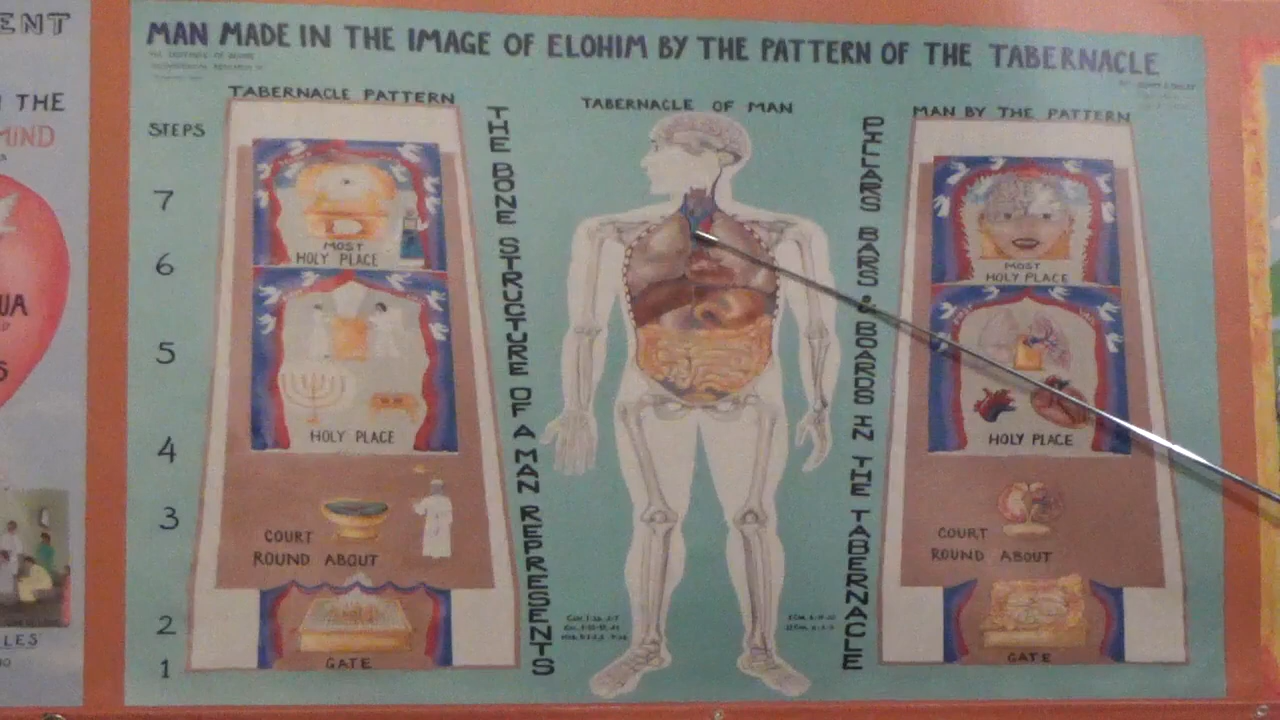 ENT
THE
MIND
UA
S
LES
MAN MADE IN THE IMAGE OF ELOHIM BY THE PATTERN OF THE TABERNACLE
TABERNACLE PATTERN
STEPS
7
6
5
4
3
2
1
MOST
HOLY PLACE
HOLY PLACE
COURT
ROUND ABOUT
GATE
THE BONE STRUCTURE OF A MAN REPRESENTS
TABERNACLE OF MAN
PILLARS BARS & BOARDS IN THE TABERNACLE
MAN BY THE PATTERN
MOST
HOLY PLACE
HOLY PLACE
COURT
ROUND ABOUT
GATE